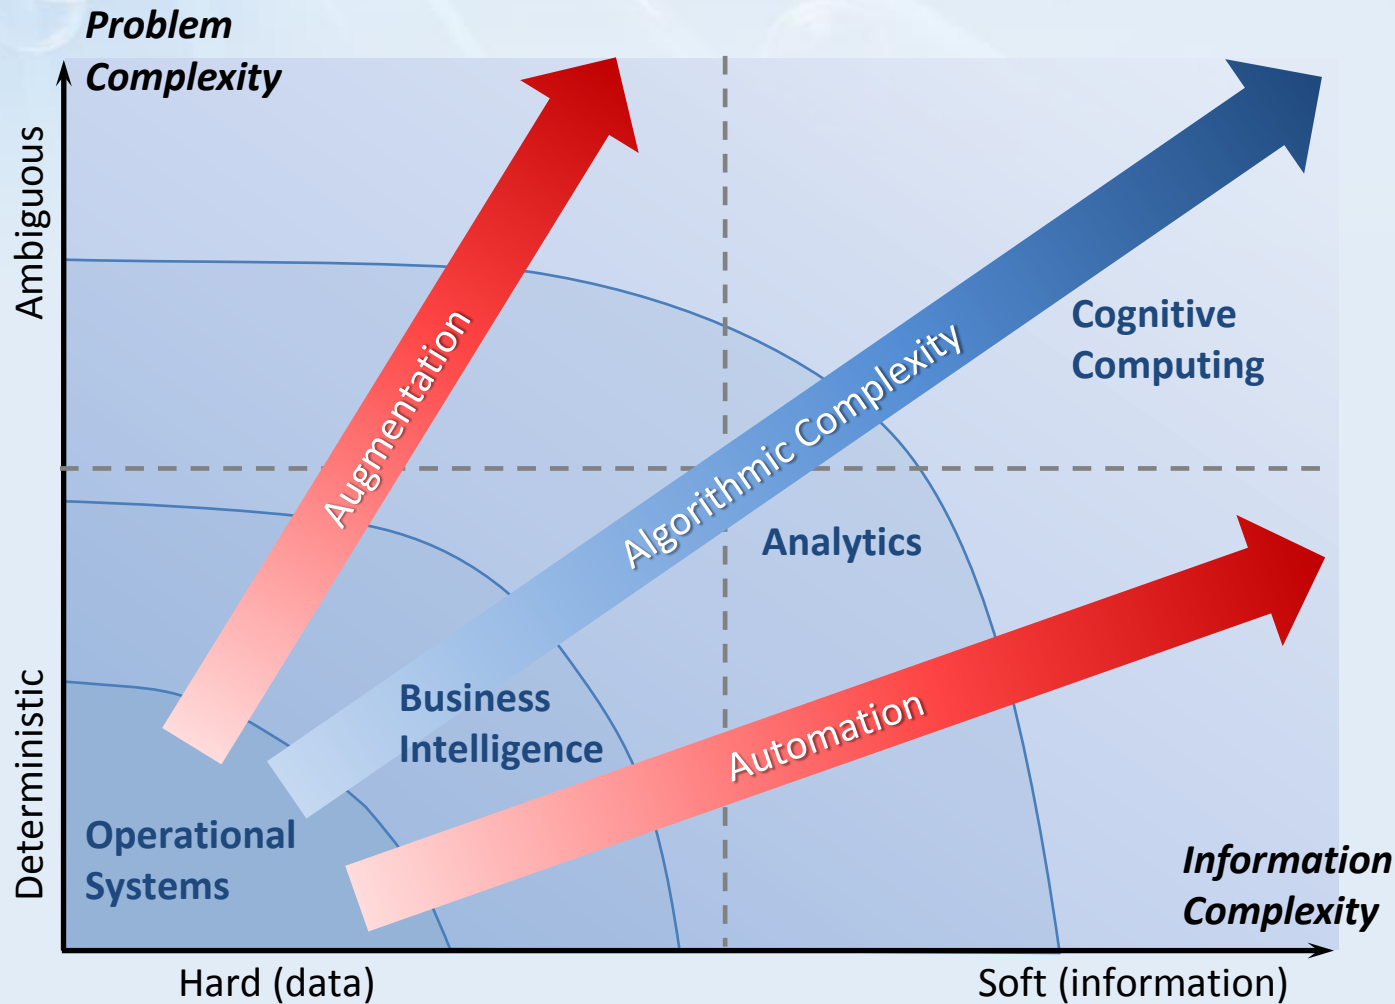 Problem
Complexity
Ambiguous
Augmentation
Algorithmic Complexity
Cognitive
Computing
Analytics
Deterministic
Business
Intelligence
Automation
Operational
Systems
Information
Complexity
Hard (data)
Soft (information)